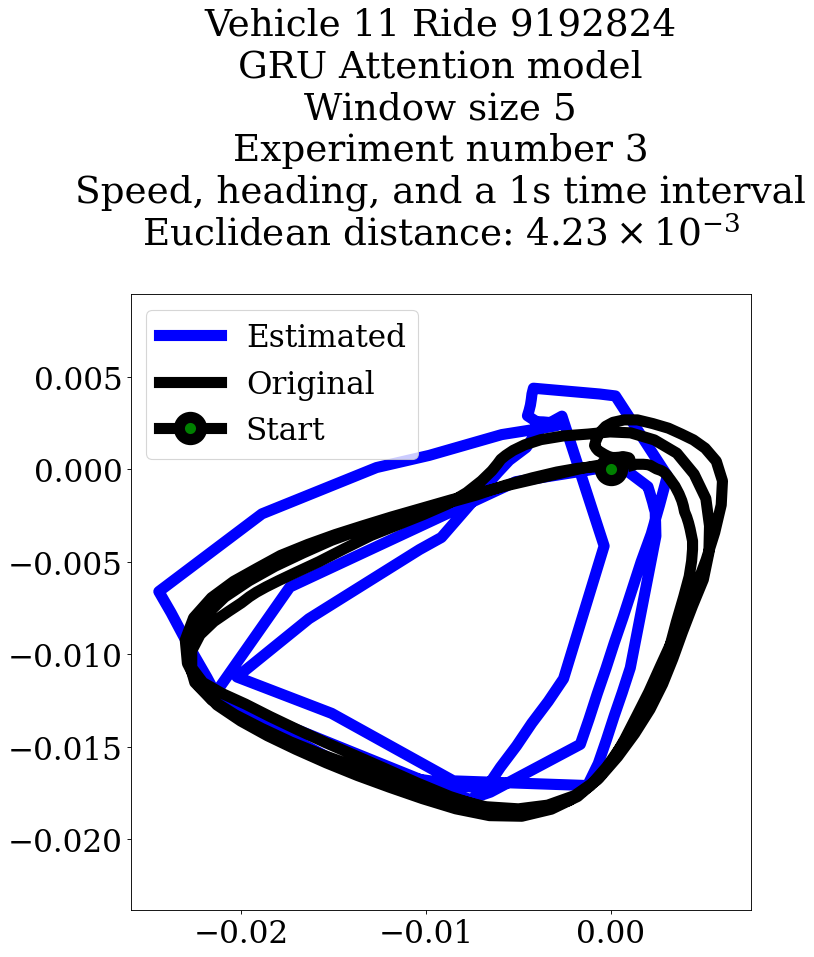 Vehicle 11 Ride 9192824
GRU Attention model
Window size 5
Experiment number 3
Speed, heading, and a 1s time interval
Euclidean distance: 4.23 × 10⁻³
Estimated
Original
Start
0.005
0.000
−0.005
−0.010
−0.015
−0.020
−0.02
−0.01
0.00